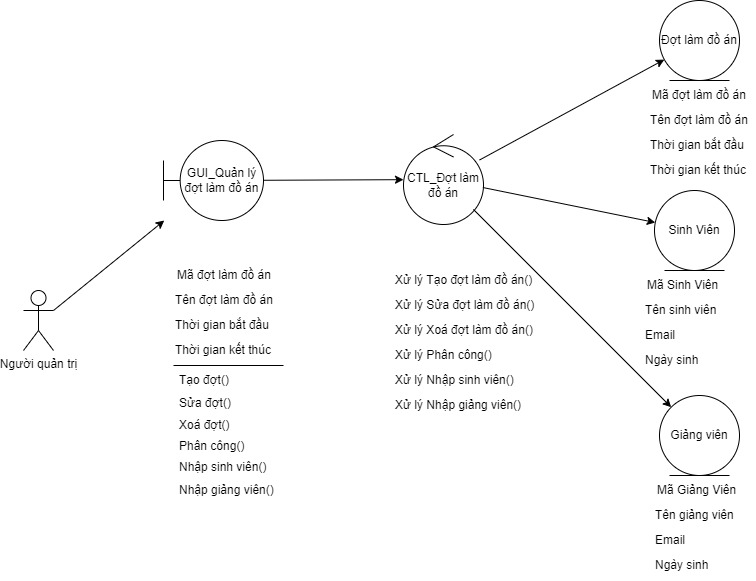 Người quản trị
GUI_Quản lý
đợt làm đồ án
Mã đợt làm đồ án
Tên đợt làm đồ án
Thời gian bắt đầu
Thời gian kết thúc
Tạo đợt()
Sửa đợt()
Xoá đợt()
Phân công()
Nhập sinh viên()
Nhập giảng viên()
CTL_Đợt làm
đồ án
Xử lý Tạo đợt làm đồ án()
Xử lý Sửa đợt làm đồ án()
Xử lý Xoá đợt làm đồ án()
Xử lý Phân công()
Xử lý Nhập sinh viên()
Xử lý Nhập giảng viên()
Đợt làm đồ án
Mã đợt làm đồ án
Tên đợt làm đồ án
Thời gian bắt đầu
Thời gian kết thúc
Sinh Viên
Mã Sinh Viên
Tên sinh viên
Email
Ngày sinh
Giảng viên
Mã Giảng Viên
Tên giảng viên
Email
Ngày sinh